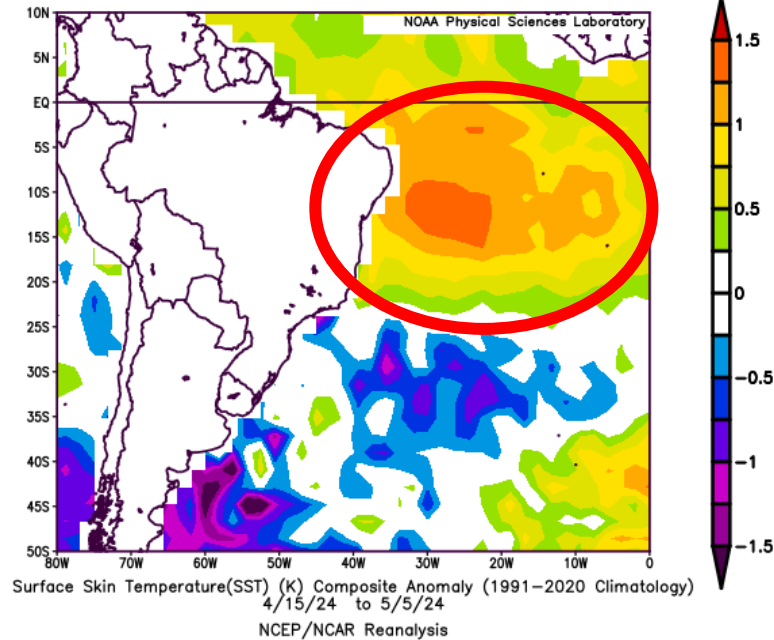 NOAA Physical Sciences Laboratory
10N
5N
EQ
5S
10S
15S
20S
25S
30S
35S
40S
45S
50S
80W 70W 60W 50W 40W 30W 20W 10W 0
1.5
1
0.5
0
−0.5
−1
−1.5
Surface Skin Temperature(SST) (K) Composite Anomaly (1991−2020 Climatology)
4/15/24 to 5/5/24
NCEP/NCAR Reanalysis